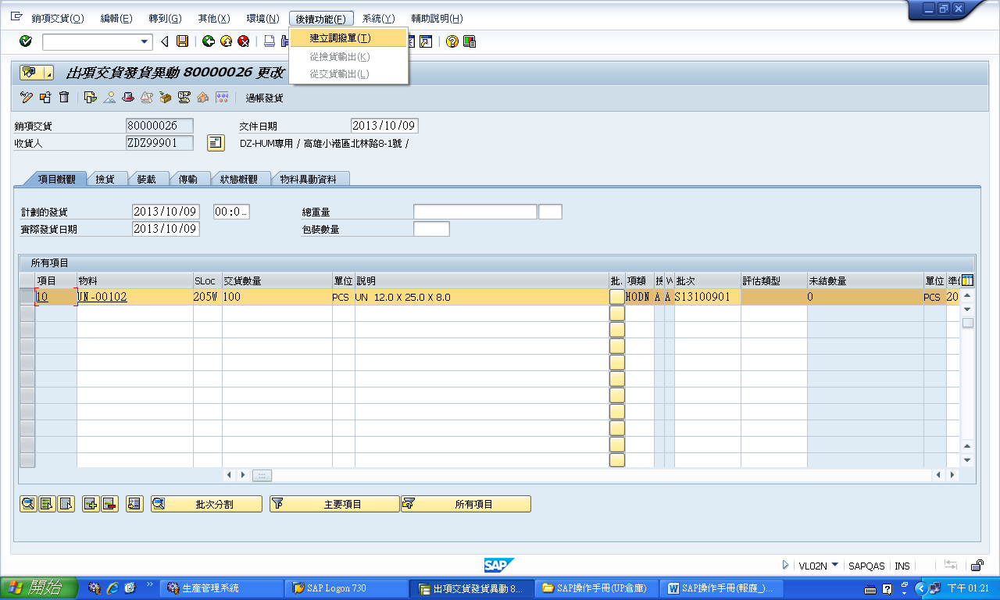 銷項交貨(O) 編輯(E) 轉到(G) 其他(X) 環境(N) 後續功能(F) 系統(Y) 輔助說明(H)
建立調撥單(T)
從撿貨輸出(K)
從交貨輸出(L)
出項交貨發貨異動 80000026 更改
過帳發貨
銷項交貨 80000026 文件日期 2013/10/09
收貨人 ZDZ99901 DZ-HUM專用 / 高雄小港區北林路8-1號 /
項目概觀 撿貨 裝載 傳輸 狀態概觀 物料異動資料
計劃的發貨 2013/10/09 00:0... 總重量
實際發貨日期 2013/10/09 包裝數量
所有項目
項目 物料 SLoc 交貨數量 單位 說明 批. 項類 批次 評估類型 未結數量 單位
10 UN-00102 205W 100 PCS UN 12.0 X 25.0 X 8.0 HODN A A S13100901 0 PCS 20
批次分割 主要項目 所有項目
SAP VL02N SAPQAS INS
開始 生產管理系統 SAP Logon 730 出項交貨發貨異動 8... SAP操作手冊(UP倉庫) SAP操作手冊(報廢_)... 下午 01:21